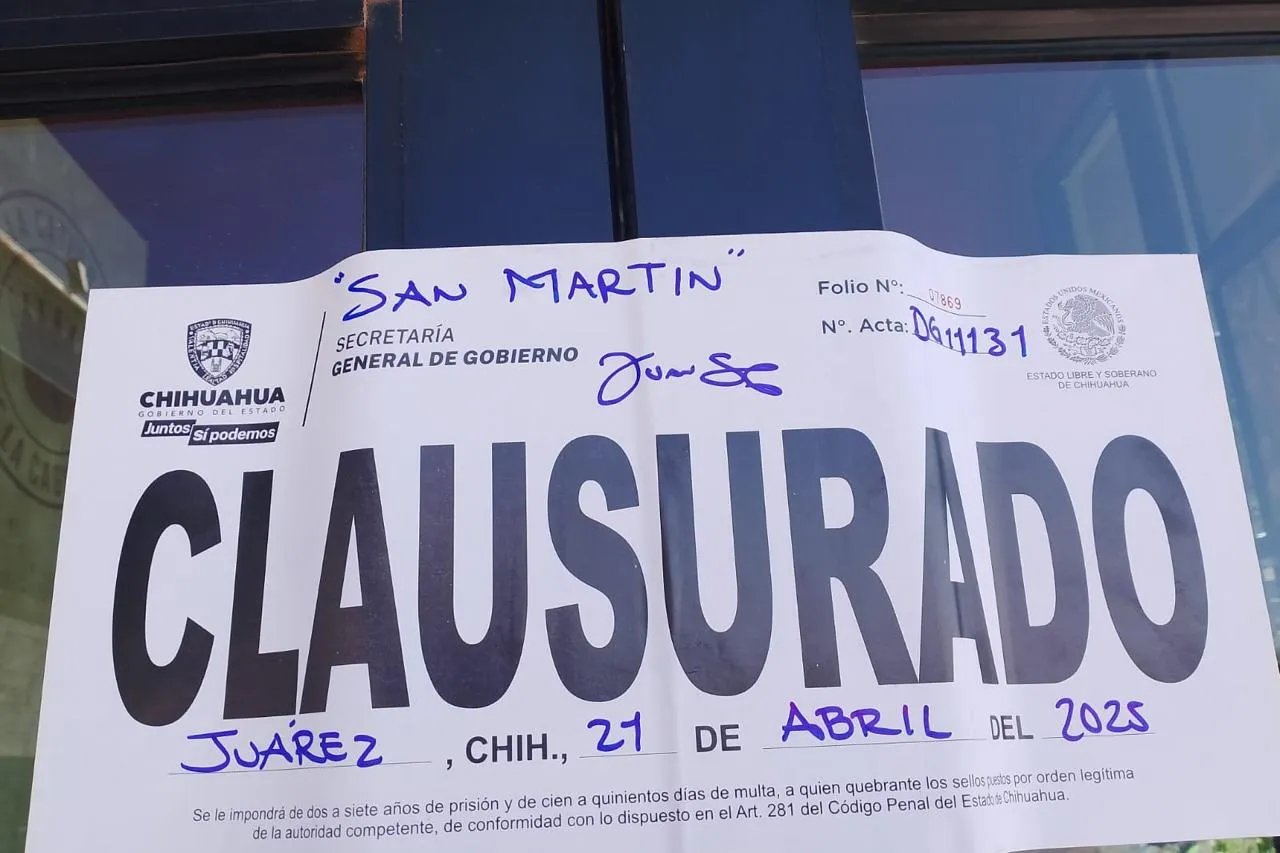 "SAN MARTIN"
Folio Nº: 07869
Nº. Acta: DG11131
SECRETARÍA
GENERAL DE GOBIERNO
CHIHUAHUA
GOBIERNO DEL ESTADO
Juntos Sí podemos
ESTADOS UNIDOS MEXICANOS
ESTADO LIBRE Y SOBERANO
DE CHIHUAHUA
CLAUSURADO
JUÁREZ, CHIH., 21 DE ABRIL DEL 2025
Se le impondrá de dos a siete años de prisión y de cien a quinientos días de multa, a quien quebrante los sellos puestos por orden legítima
de la autoridad competente, de conformidad con lo dispuesto en el Art. 281 del Código Penal del Estado de Chihuahua.